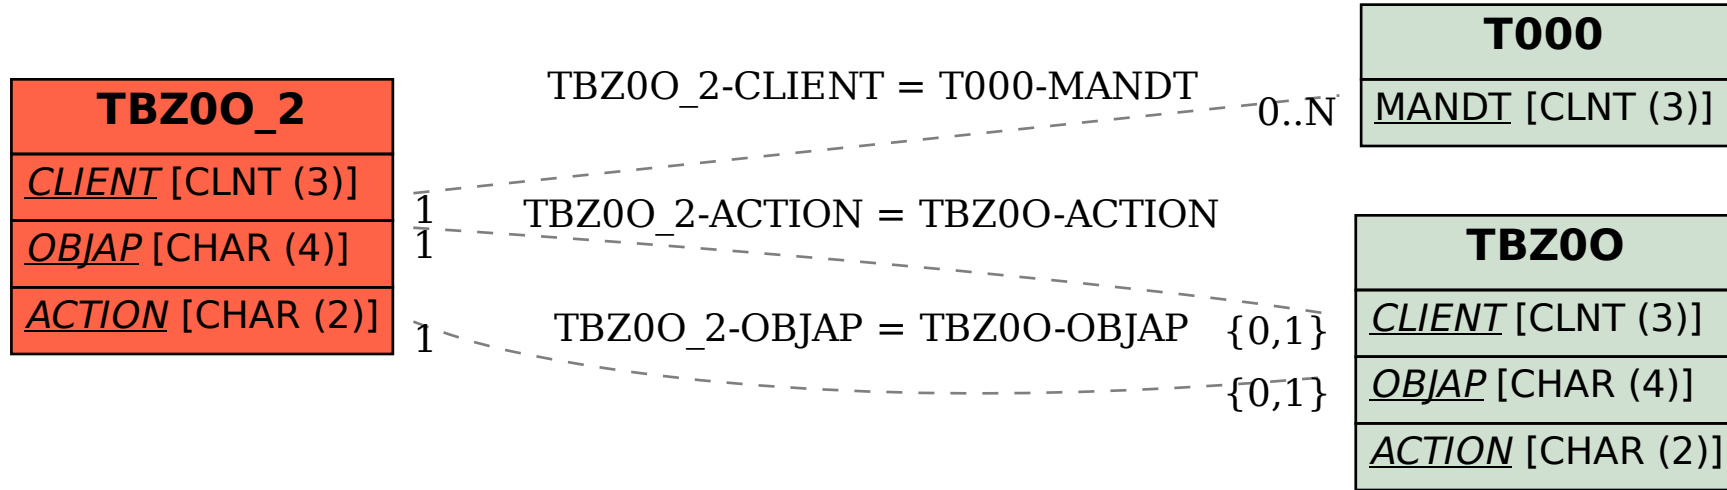 TBZ0O_2
CLIENT [CLNT (3)]
OBJAP [CHAR (4)]
ACTION [CHAR (2)]
TBZ0O_2-CLIENT = T000-MANDT
0..N
1
TBZ0O_2-ACTION = TBZ0O-ACTION
1
TBZ0O_2-OBJAP = TBZ0O-OBJAP
{0,1}
1
{0,1}
T000
MANDT [CLNT (3)]
TBZ0O
CLIENT [CLNT (3)]
OBJAP [CHAR (4)]
ACTION [CHAR (2)]